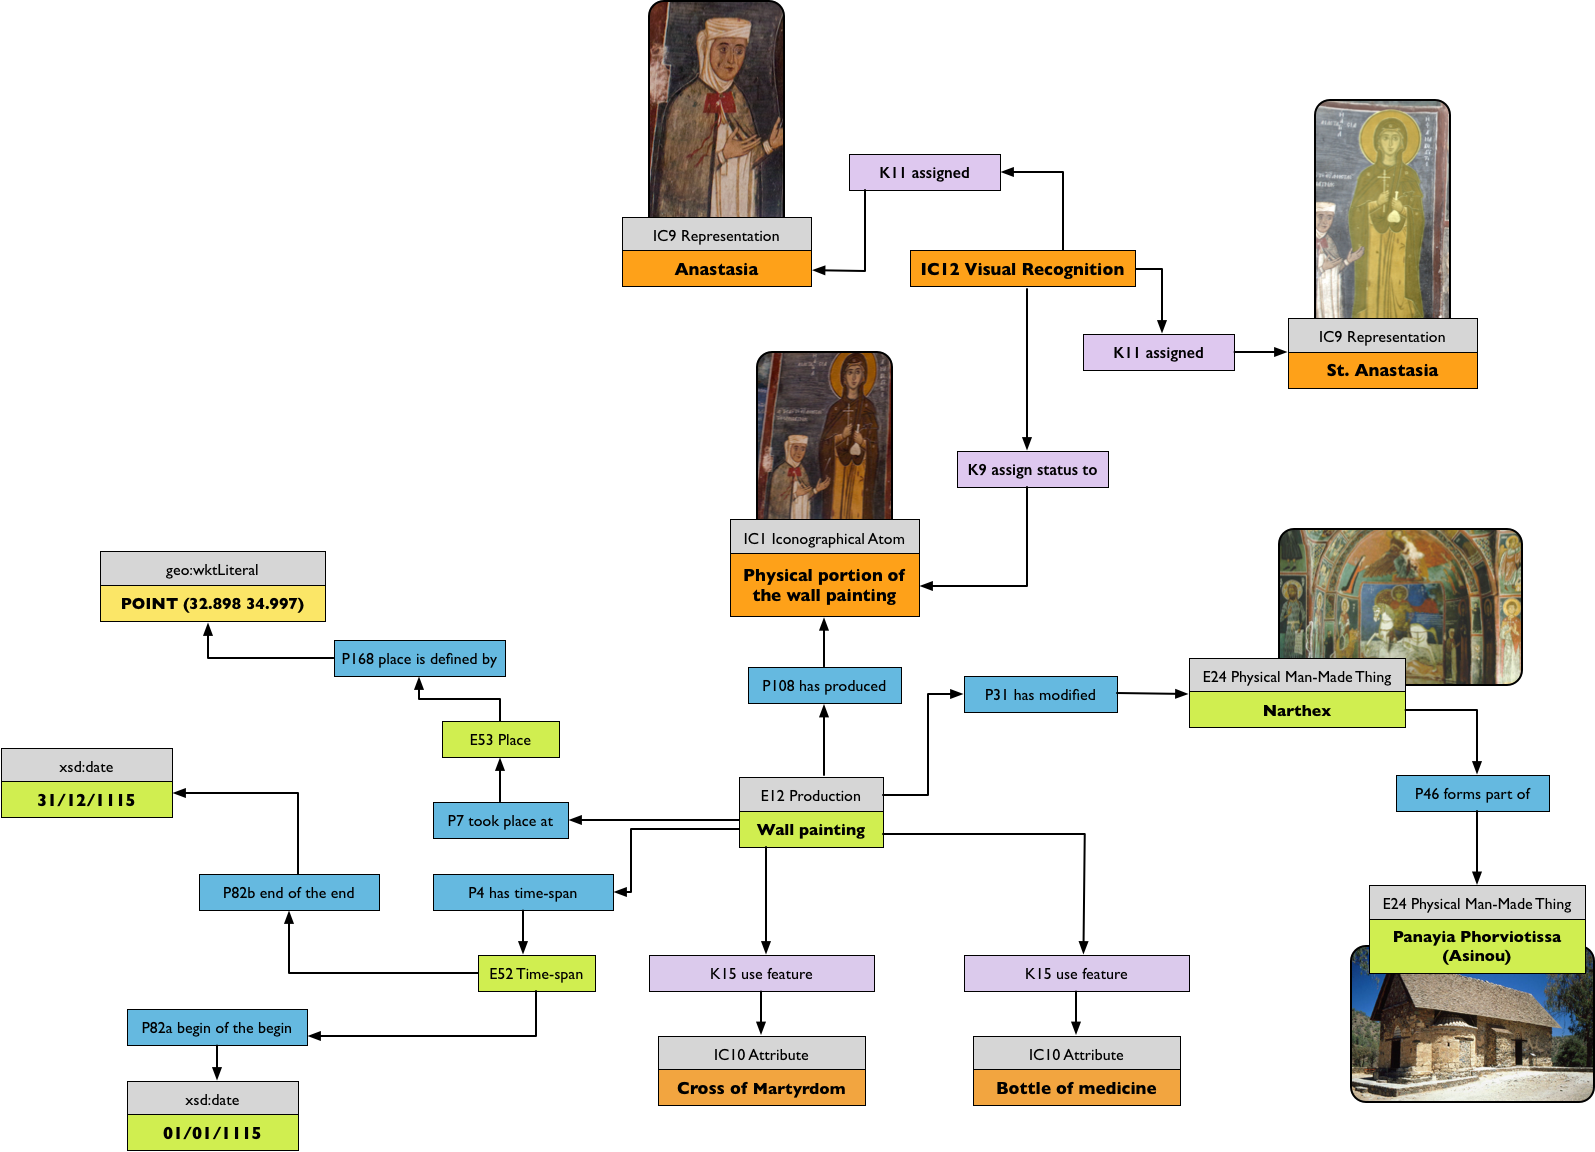 K11 assigned
IC9 Representation
Anastasia
IC12 Visual Recognition
K11 assigned
IC9 Representation
St. Anastasia
K9 assign status to
IC1 Iconographical Atom
Physical portion of
the wall painting
geo:wktLiteral
POINT (32.898 34.997)
P168 place is defined by
P108 has produced
P31 has modified
E24 Physical Man-Made Thing
Narthex
E53 Place
xsd:date
31/12/1115
P7 took place at
E12 Production
Wall painting
P46 forms part of
P82b end of the end
P4 has time-span
E24 Physical Man-Made Thing
Panayia Phorviotissa
(Asinou)
E52 Time-span
K15 use feature
K15 use feature
P82a begin of the begin
IC10 Attribute
Cross of Martyrdom
IC10 Attribute
Bottle of medicine
xsd:date
01/01/1115